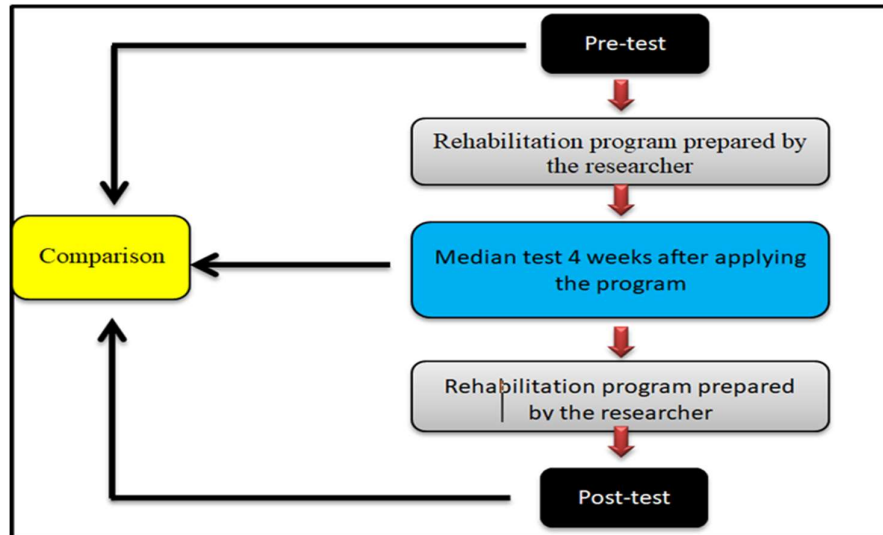 Pre-test
Rehabilitation program prepared by
the researcher
Comparison
Median test 4 weeks after applying
the program
Rehabilitation program prepared
by the researcher
Post-test